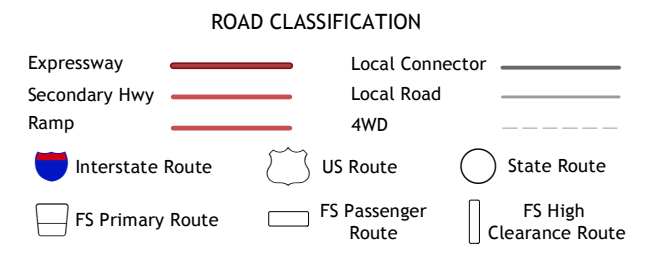 ROAD CLASSIFICATION
Expressway
Local Connector
Secondary Hwy
Local Road
Ramp
4WD
Interstate Route
US Route
State Route
FS Primary Route
FS Passenger
Route
FS High
Clearance Route